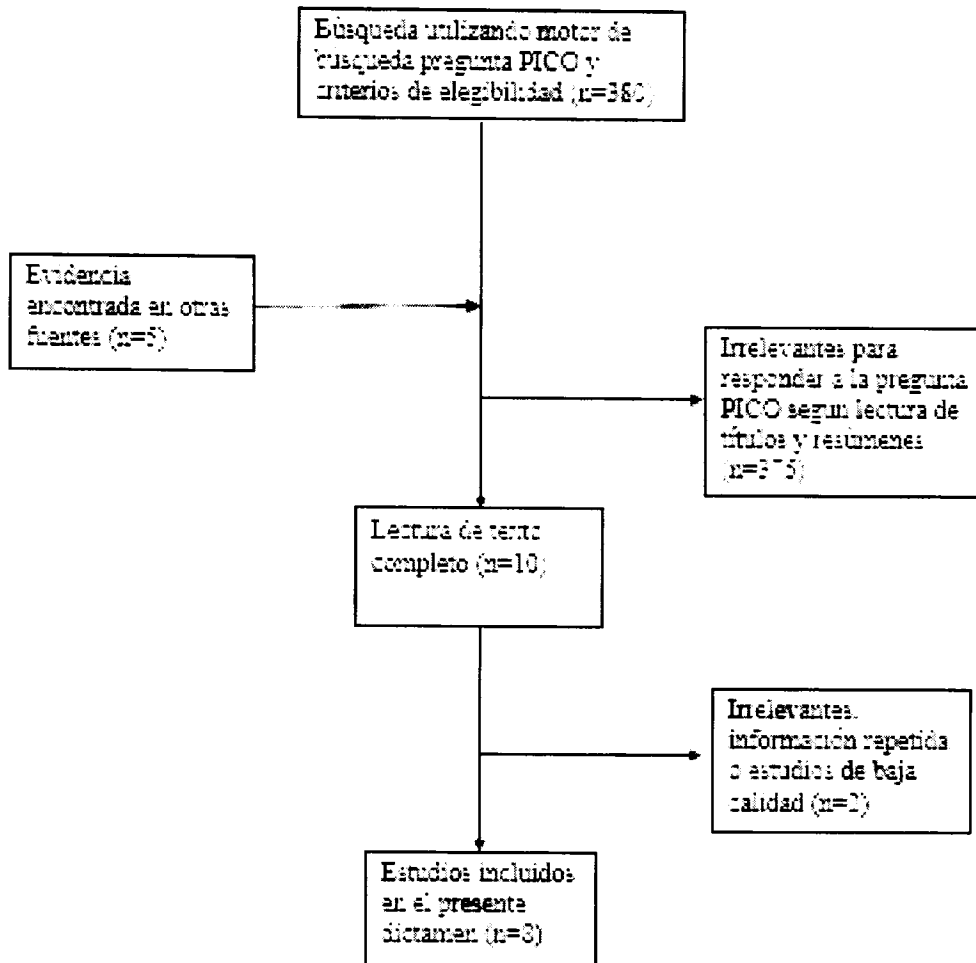 Búsqueda utilizando motor de
búsqueda pregunta PICO y
criterios de elegibilidad (n=380)
Evidencia
encontrada en otras
fuentes (n=5)
Irrelevantes para
responder a la pregunta
PICO segun lectura de
títulos y resúmenes
(n=375)
Lectura de texto
completo (n=10)
Irrelevantes.
información repetida
o estudios de baja
calidad (n=2)
Estudios incluidos
en el presente
dictamen (n=8)